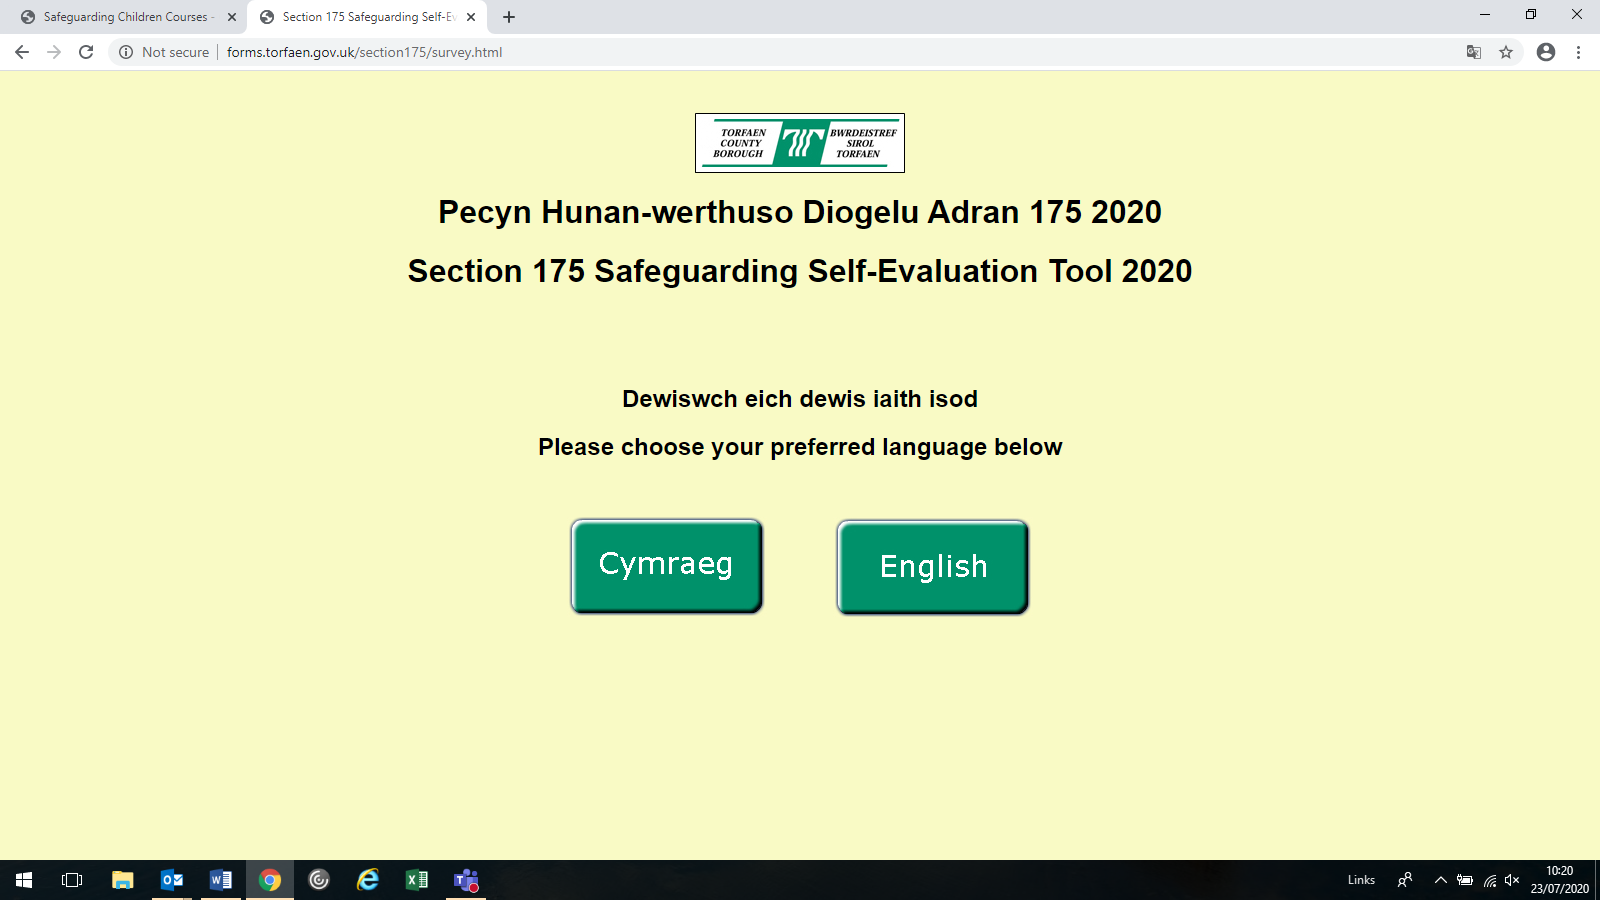 Safeguarding Children Courses -
Section 175 Safeguarding Self-Ev
Not secure
forms.torfaen.gov.uk/section175/survey.html
TORFAEN COUNTY BOROUGH
BWRDEISTREF SIROL TORFAEN
Pecyn Hunan-werthuso Diogelu Adran 175 2020
Section 175 Safeguarding Self-Evaluation Tool 2020
Dewiswch eich dewis iaith isod
Please choose your preferred language below
Cymraeg
English
Links
10:20
23/07/2020